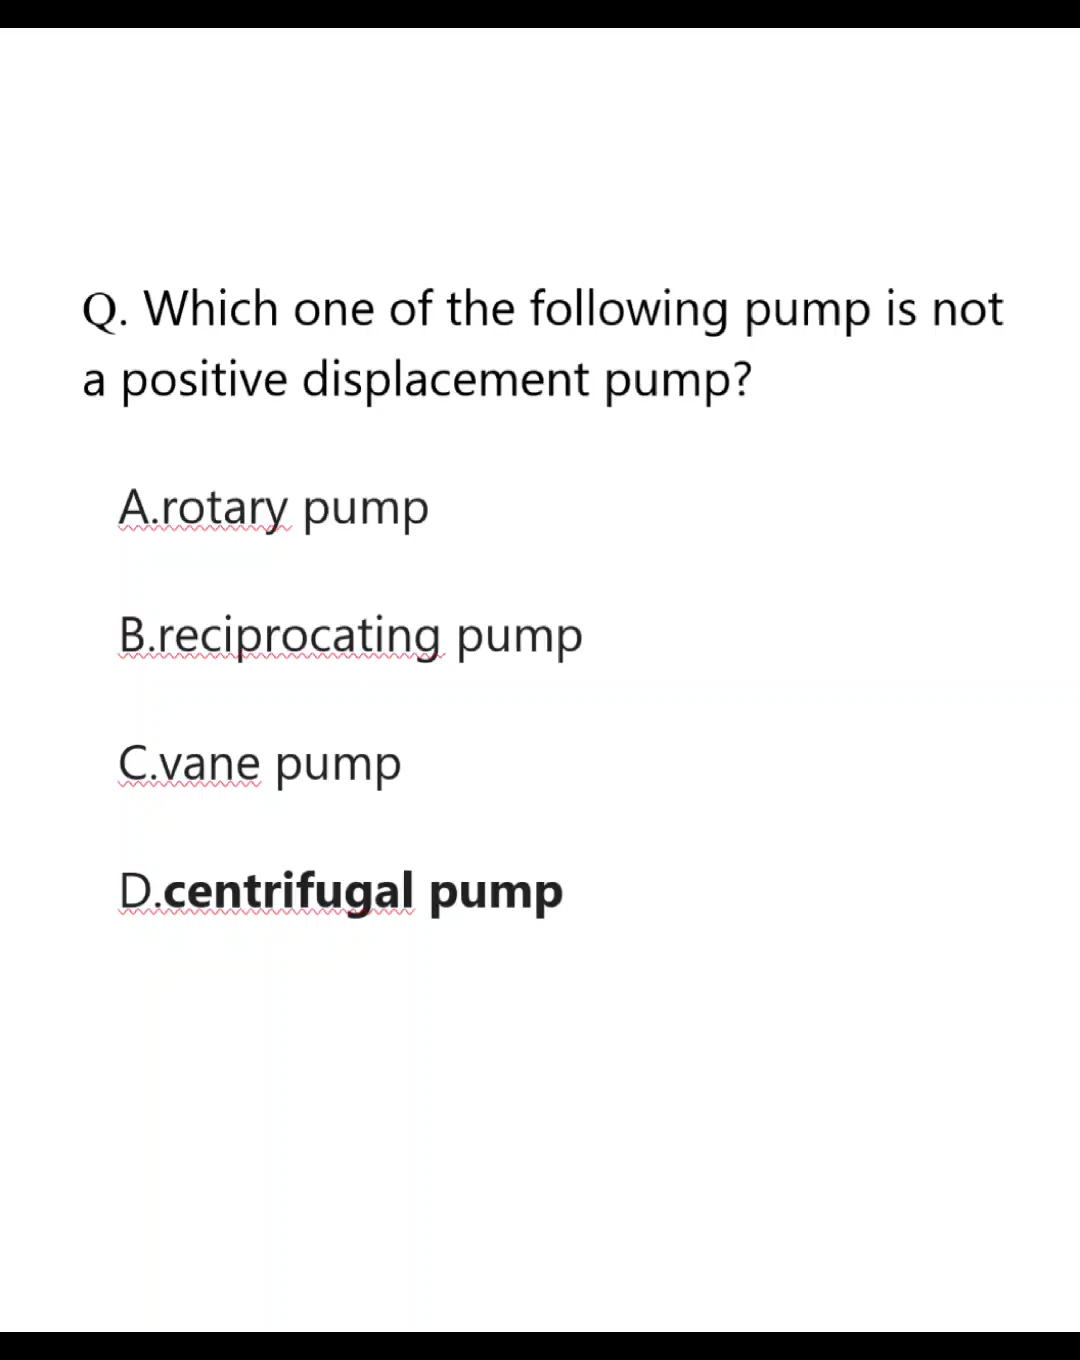 Q. Which one of the following pump is not
a positive displacement pump?
A.rotary pump
B.reciprocating pump
C.vane pump
D.centrifugal pump